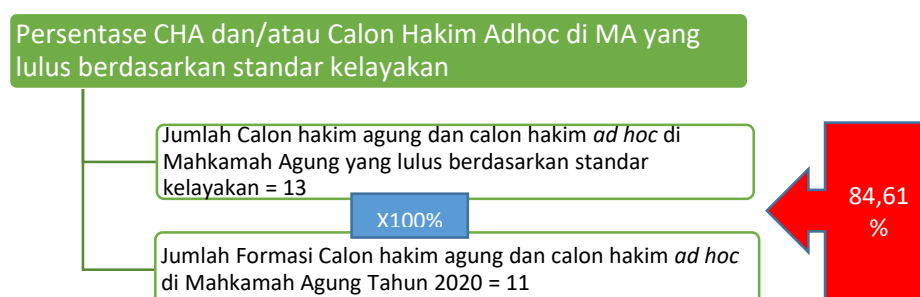 Persentase CHA dan/atau Calon Hakim Adhoc di MA yang
lulus berdasarkan standar kelayakan
Jumlah Calon hakim agung dan calon hakim ad hoc di
Mahkamah Agung yang lulus berdasarkan standar
kelayakan = 13
X100%
Jumlah Formasi Calon hakim agung dan calon hakim ad hoc
di Mahkamah Agung Tahun 2020 = 11
84,61
%